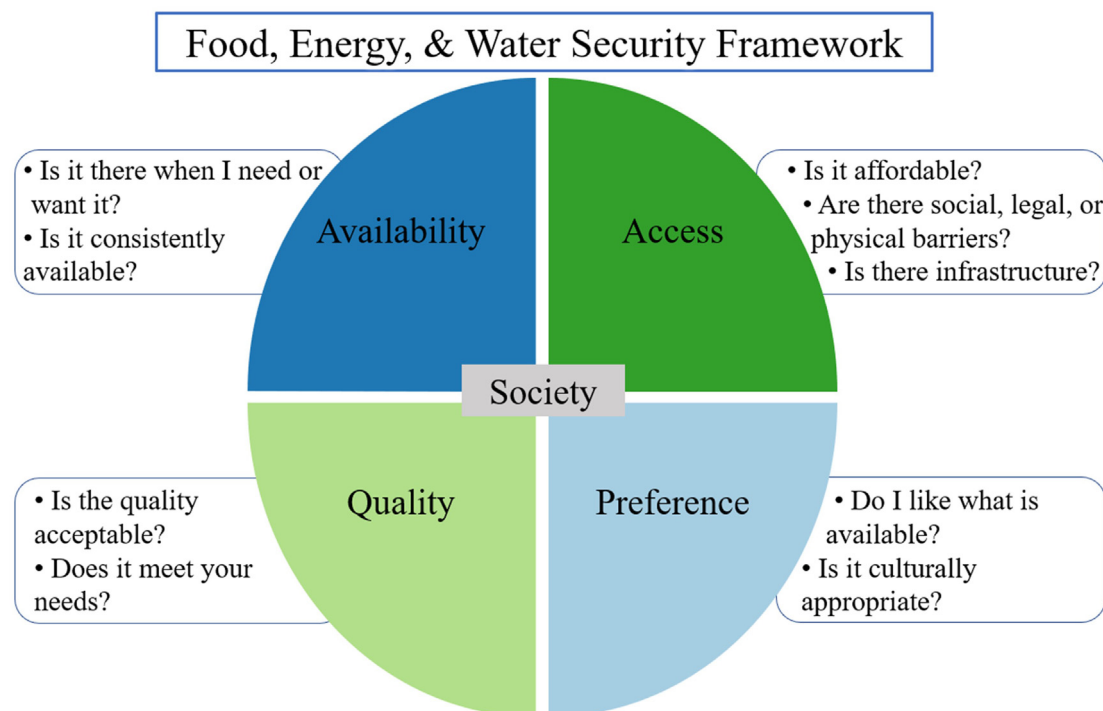 Food, Energy, & Water Security Framework
• Is it there when I need or
want it?
• Is it consistently
available?
Availability
Access
• Is it affordable?
• Are there social, legal, or
physical barriers?
• Is there infrastructure?
Society
• Is the quality
acceptable?
• Does it meet your
needs?
Quality
Preference
• Do I like what is
available?
• Is it culturally
appropriate?